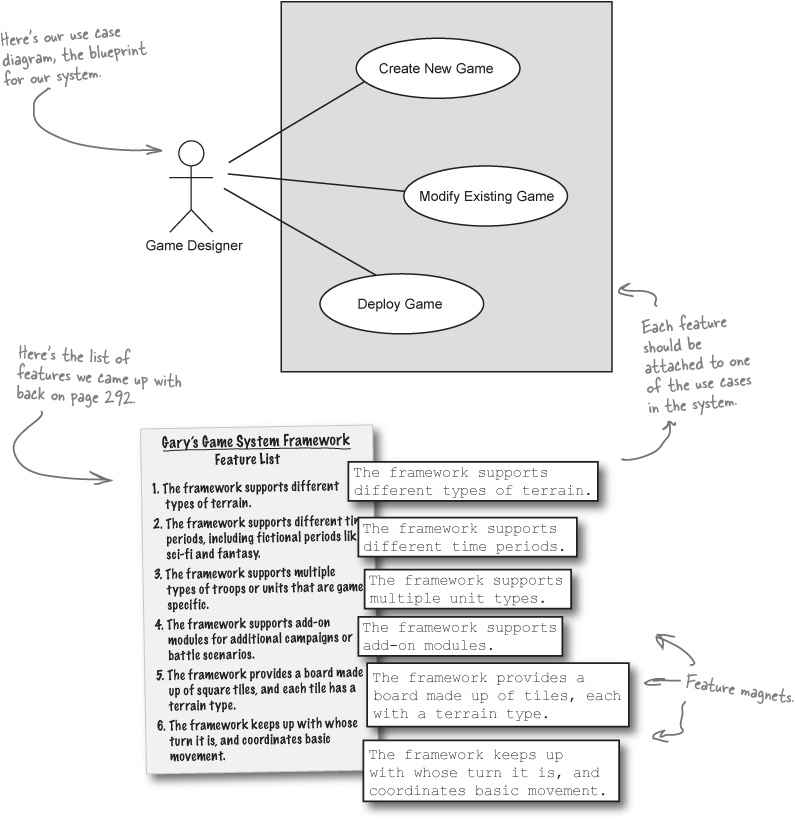 Here's our use case
diagram, the blueprint
for our system.
Create New Game
Modify Existing Game
Game Designer
Deploy Game
Each feature
should be
attached to one
of the use cases
in the system.
Here's the list of
features we came up with
back on page 292.
Gary's Game System Framework
Feature List
1. The framework supports different
types of terrain.
2. The framework supports different
periods, including fictional periods
sci-fi and fantasy.
3. The framework supports multiple
types of troops or units that are game
specific.
4. The framework supports add-on
modules for additional campaigns or
battle scenarios.
5. The framework provides a board made
up of square tiles, and each tile has a
terrain type.
6. The framework keeps up with whose
turn it is, and coordinates basic
movement.
The framework supports
different types of terrain.
The framework supports
different time periods.
The framework supports
multiple unit types.
The framework supports
add-on modules.
The framework provides a
board made up of tiles, each
with a terrain type.
The framework keeps up
with whose turn it is, and
coordinates basic movement.
Feature magnets.